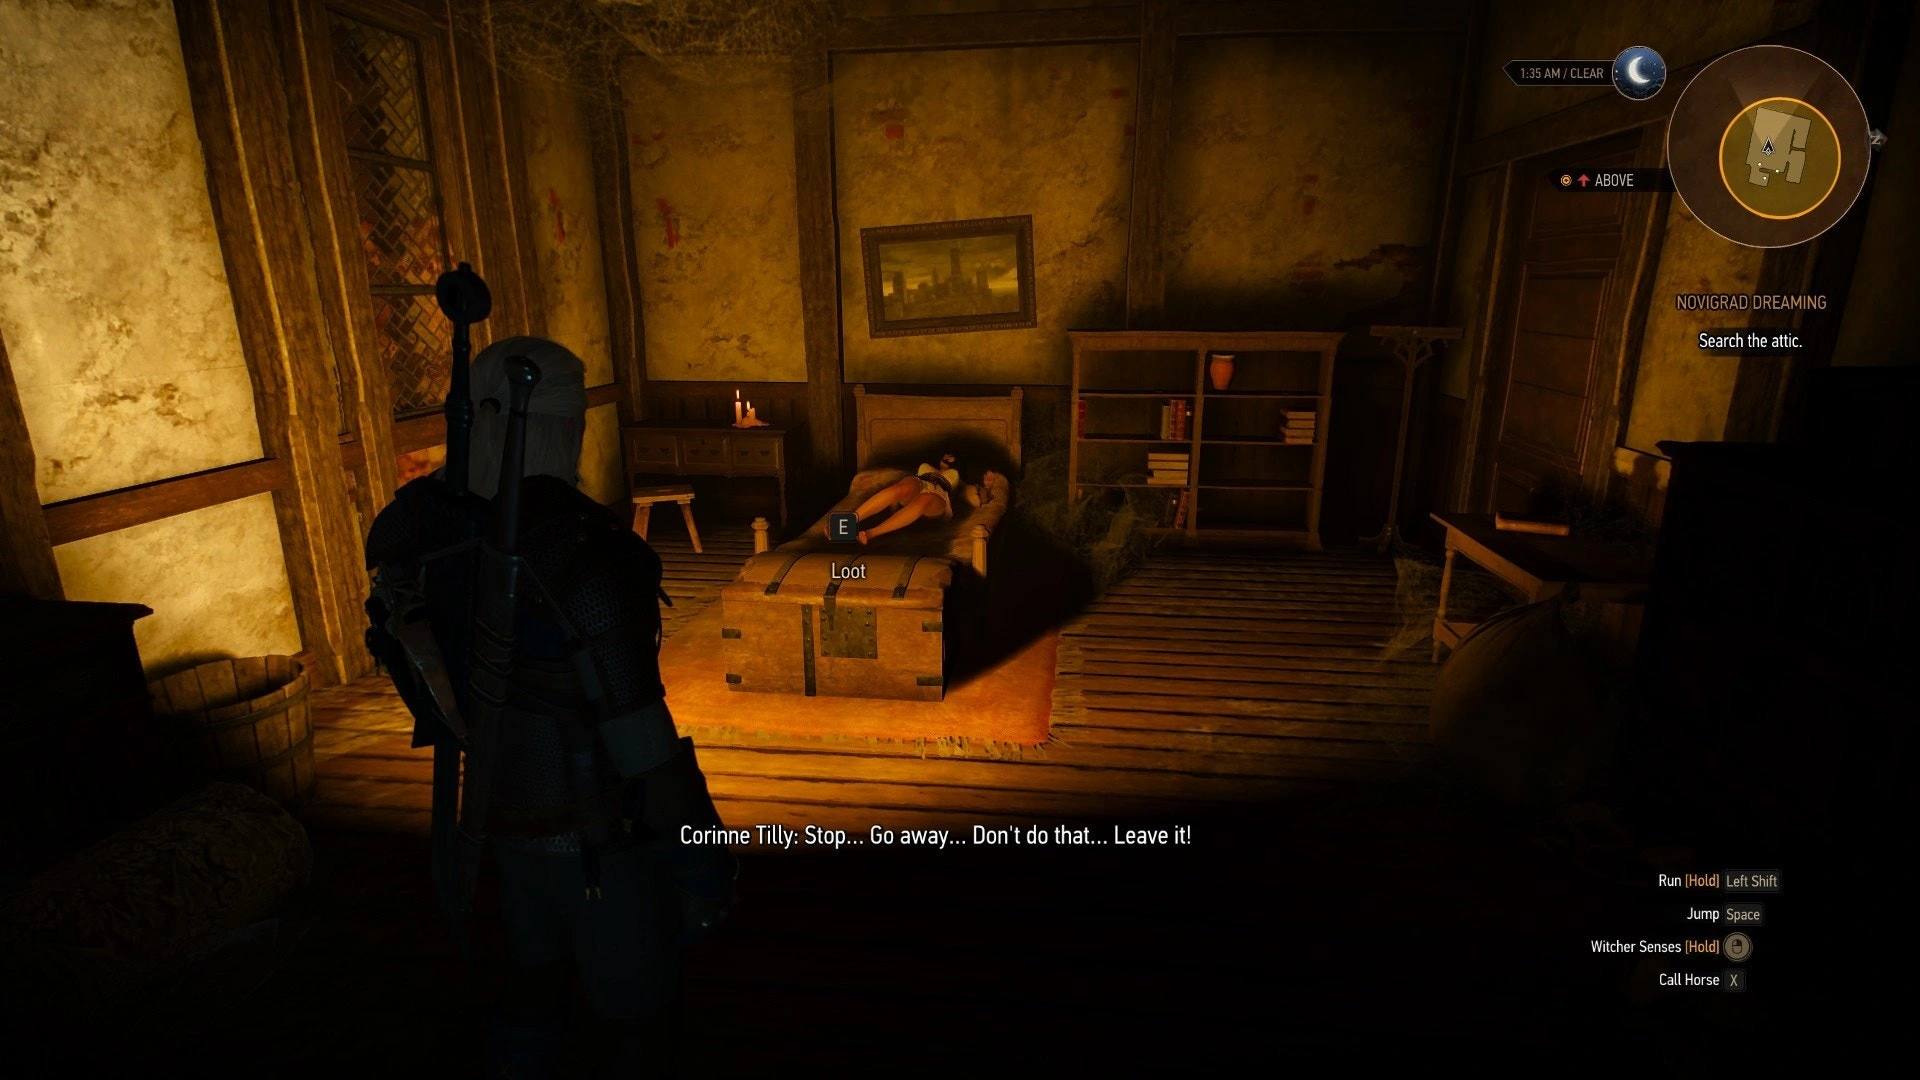 1:35 AM / CLEAR
N
ABOVE
NOVIGRAD DREAMING
Search the attic.
E
Loot
Corinne Tilly: Stop... Go away... Don't do that... Leave it!
Run [Hold] Left Shift
Jump Space
Witcher Senses [Hold]
Call Horse X